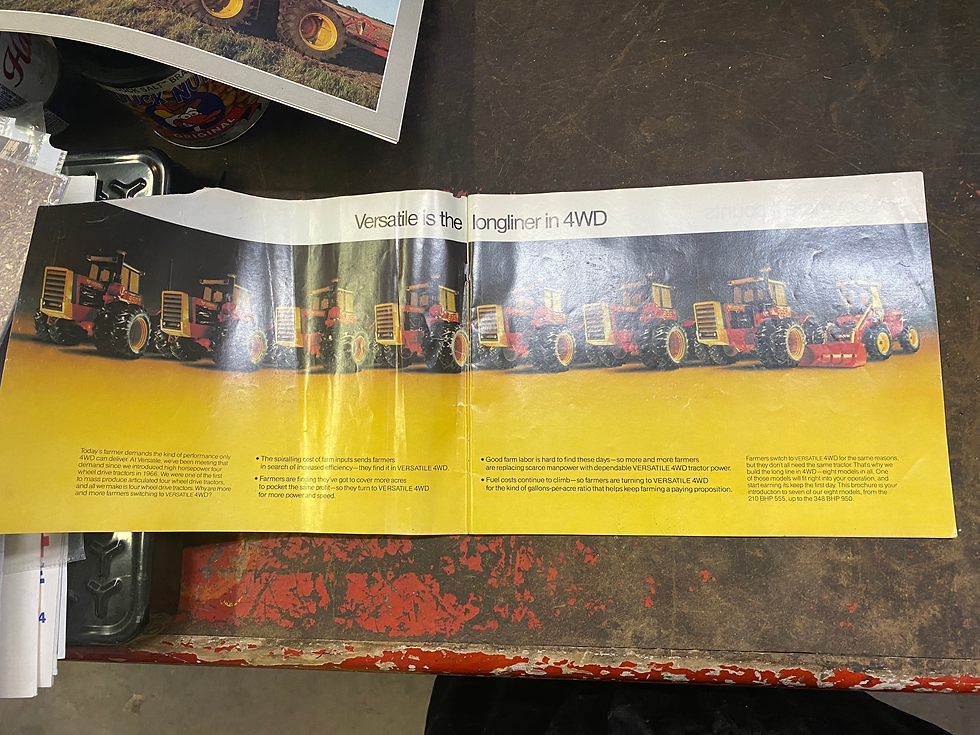 ORIGINAL
Versatile is the longliner in 4WD
Today's farmer demands the kind of performance only
4WD can deliver. At Versatile, we've been meeting that
demand since we introduced high horsepower four
wheel drive tractors in 1966. We were one of the first
to mass produce articulated four wheel drive tractors,
and all we make is four wheel drive tractors. Why are more
and more farmers switching to VERSATILE 4WD?
• The spiralling cost of farm inputs sends farmers
in search of increased efficiency—they find it in VERSATILE 4WD.
• Farmers are finding they've got to cover more acres
to pocket the same profit—so they turn to VERSATILE 4WD
for more power and speed.
• Good farm labor is hard to find these days—so more and more farmers
are replacing scarce manpower with dependable VERSATILE 4WD tractor power.
• Fuel costs continue to climb—so farmers are turning to VERSATILE 4WD
for the kind of gallons-per-acre ratio that helps keep farming a paying proposition.
Farmers switch to VERSATILE 4WD for the same reasons,
but they don't all need the same tractor. That's why we
build the long line in 4WD—eight models in all. One
of those models will fit right into your operation, and
start earning its keep the first day. This brochure is your
introduction to seven of our eight models, from the
210 BHP 555, up to the 348 BHP 950.
4